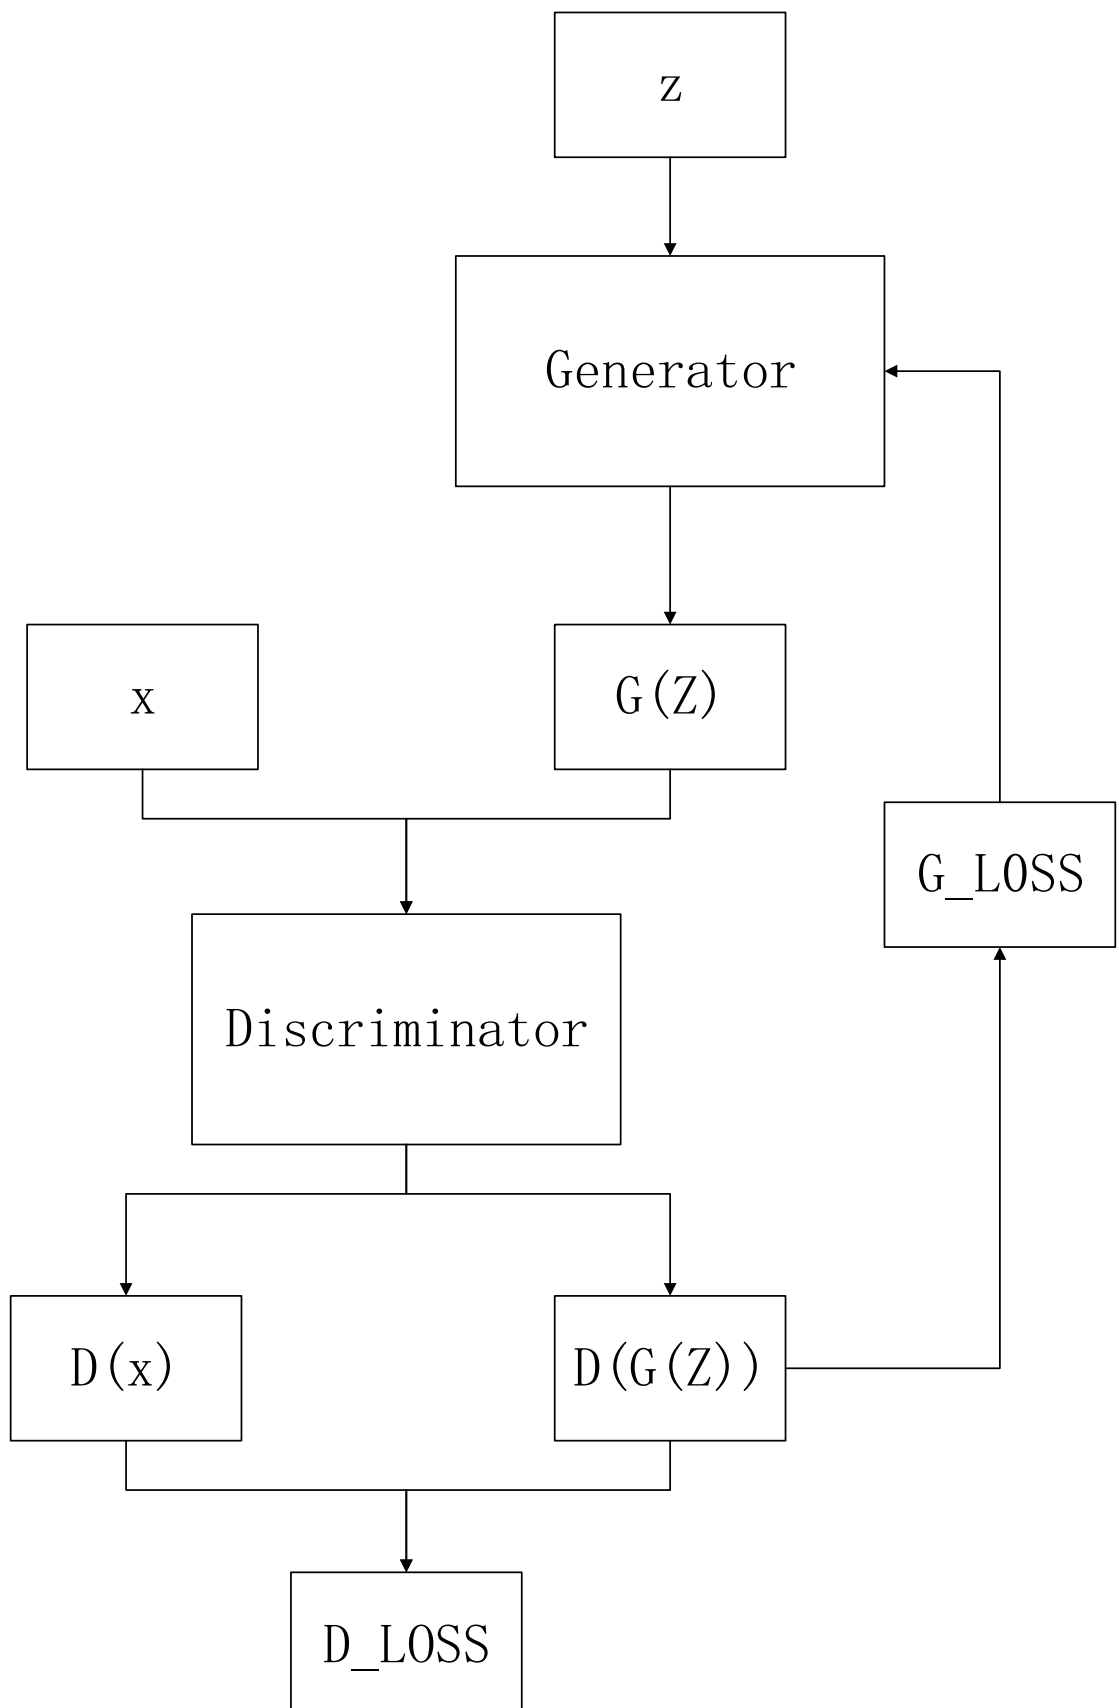 z
Generator
x
G(Z)
G_LOSS
Discriminator
D(x)
D(G(Z))
D_LOSS